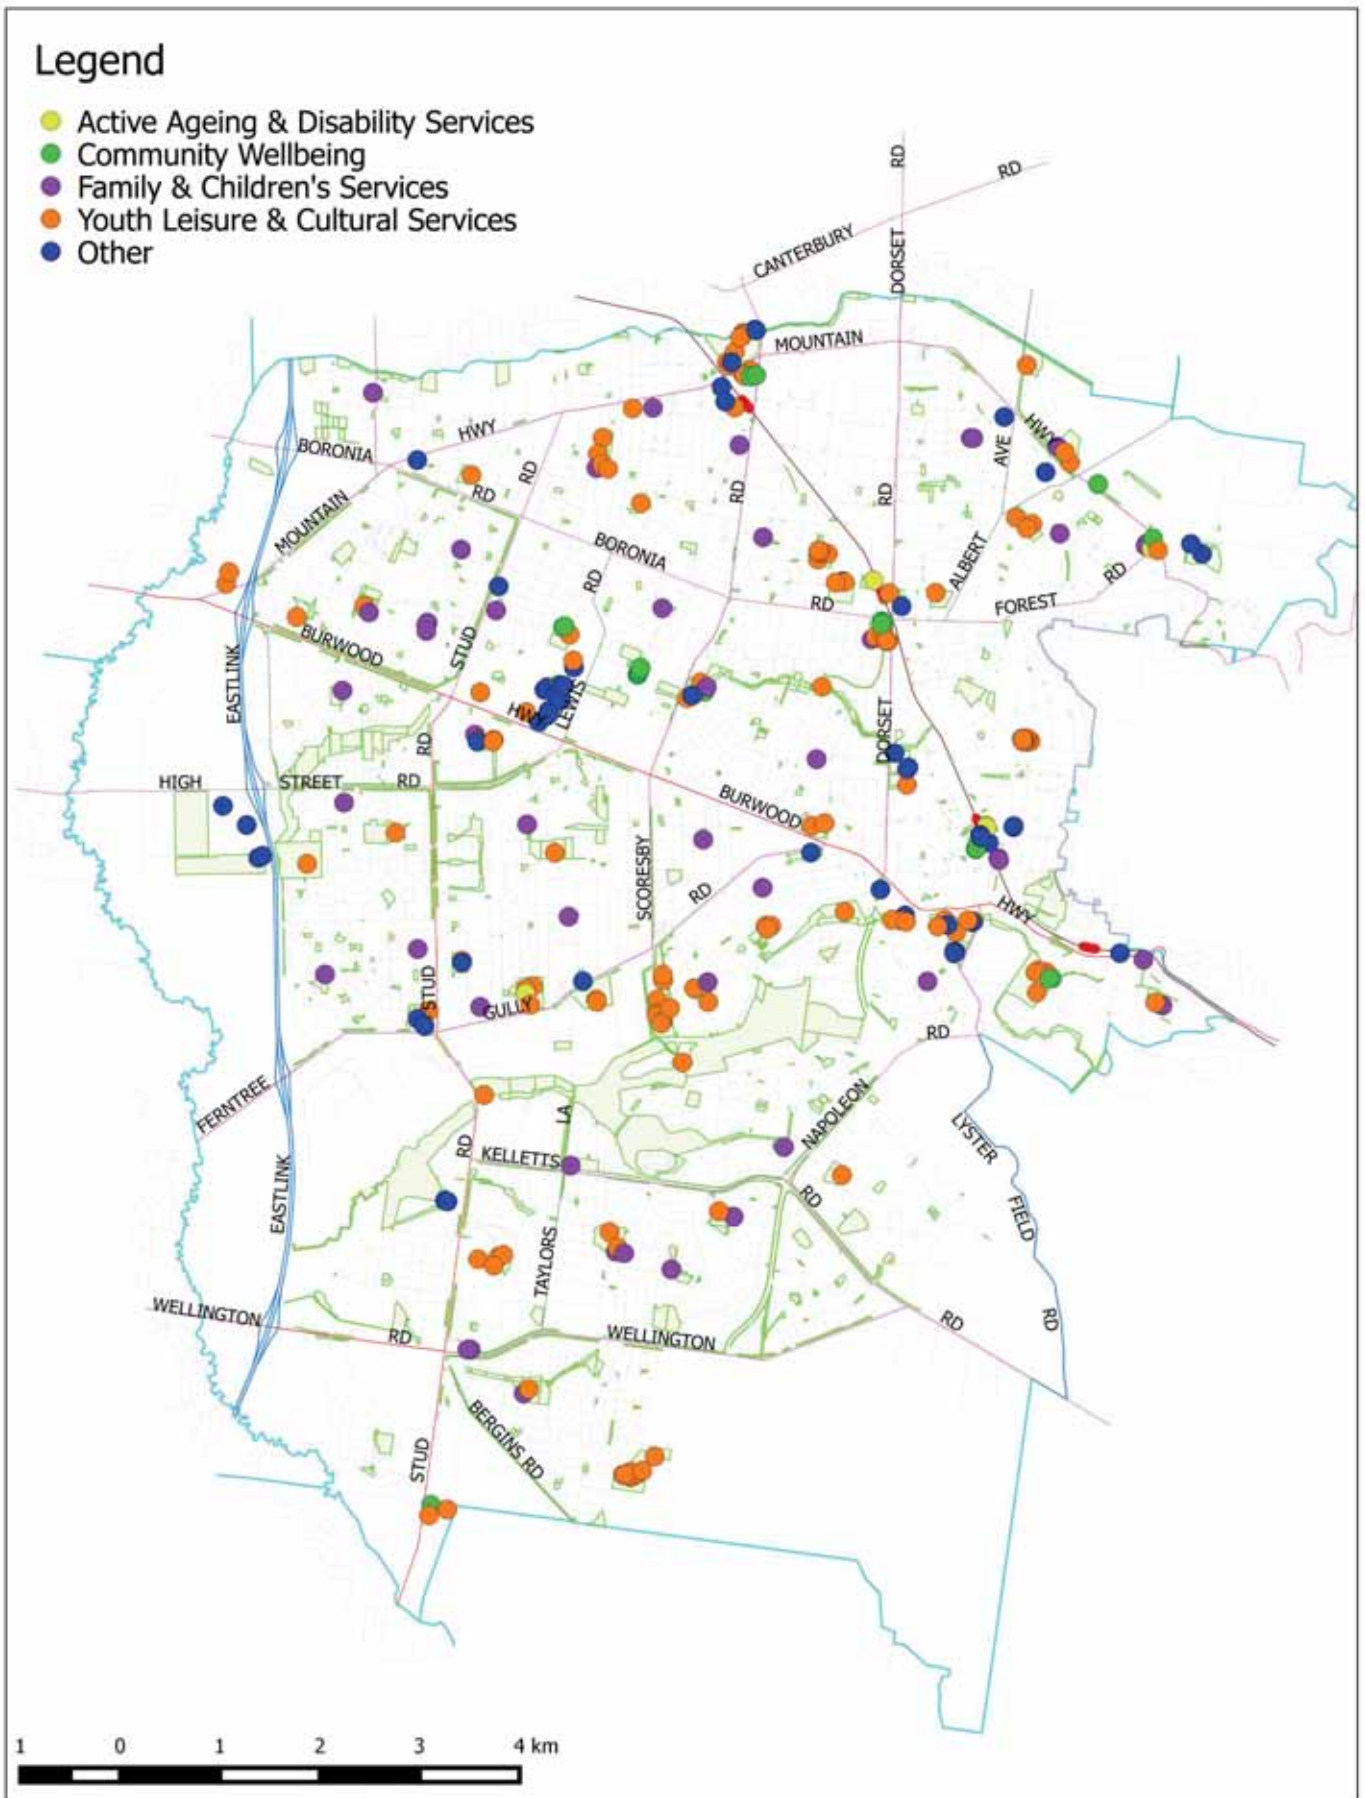 Legend
Active Ageing & Disability Services
Community Wellbeing
Family & Children's Services
Youth Leisure & Cultural Services
Other
RD
RD
CANTERBURY
DORSET
MOUNTAIN
HWY
BORONIA
HWY
AVE
RD
RD
RD
RD
MOUNTAIN
BORONIA
ALBERT
RD
RD
RD
FOREST
BURWOOD
STUD
EASTLINK
LEWIS
HWY
DORSET
RD
HIGH
STREET
RD
BURWOOD
SCORESBY
RD
HWY
STUD
GULLY
RD
FERNTREE
LA
NAPOLEON
LYSTER
RD
KELLETTS
EASTLINK
RD
FIELD
TAYLORS
WELLINGTON
RD
WELLINGTON
RD
RD
BERGINS RD
STUD
1 0 1 2 3 4 km